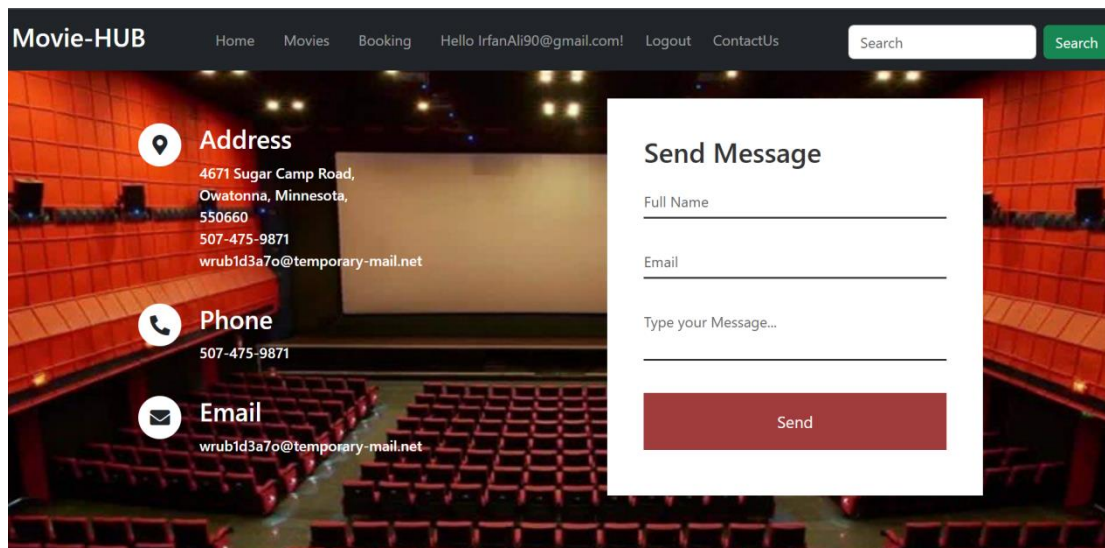 Movie-HUB
Home
Movies
Booking
Hello IrfanAli90@gmail.com!
Logout
ContactUs
Search
Search
Address
4671 Sugar Camp Road,
Owatonna, Minnesota,
550660
507-475-9871
wrub1d3a7o@temporary-mail.net
Phone
507-475-9871
Email
wrub1d3a7o@temporary-mail.net
Send Message
Full Name
Email
Type your Message...
Send